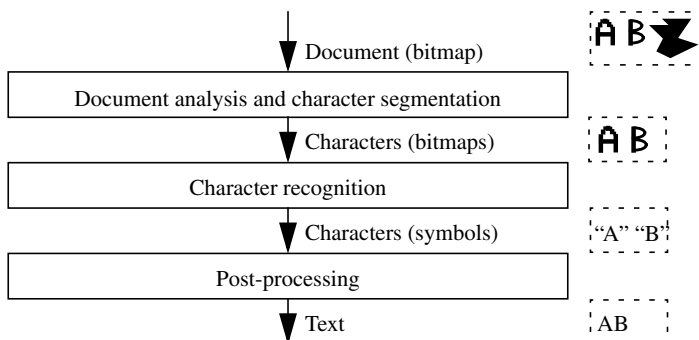 A B
Document (bitmap)
Document analysis and character segmentation
Characters (bitmaps)
A B
Character recognition
Characters (symbols)
“A” “B”
Post-processing
Text
AB